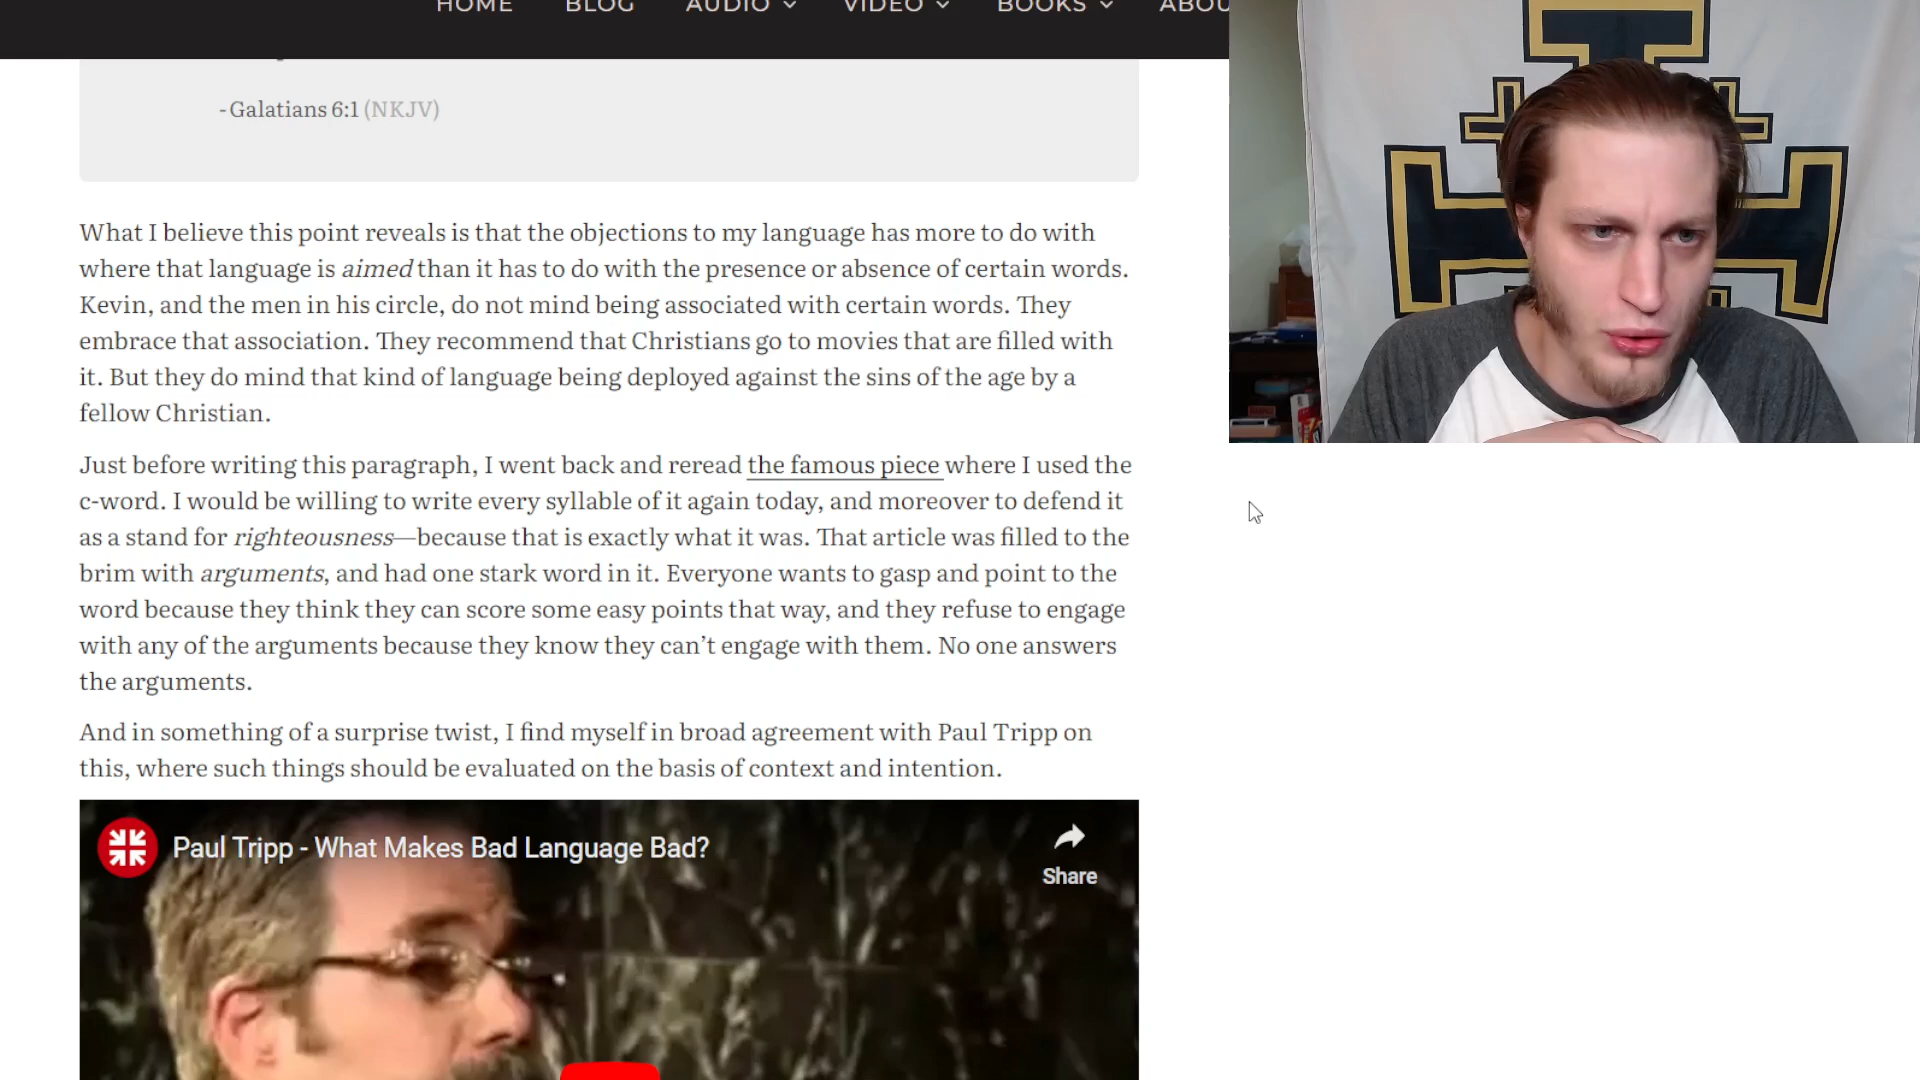 HOME BLOG AUDIO VIDEO BOOKS ABOU
- Galatians 6:1 (NKJV)
What I believe this point reveals is that the objections to my language has more to do with
where that language is aimed than it has to do with the presence or absence of certain words.
Kevin, and the men in his circle, do not mind being associated with certain words. They
embrace that association. They recommend that Christians go to movies that are filled with
it. But they do mind that kind of language being deployed against the sins of the age by a
fellow Christian.
Just before writing this paragraph, I went back and reread the famous piece where I used the
c-word. I would be willing to write every syllable of it again today, and moreover to defend it
as a stand for righteousness—because that is exactly what it was. That article was filled to the
brim with arguments, and had one stark word in it. Everyone wants to gasp and point to the
word because they think they can score some easy points that way, and they refuse to engage
with any of the arguments because they know they can’t engage with them. No one answers
the arguments.
And in something of a surprise twist, I find myself in broad agreement with Paul Tripp on
this, where such things should be evaluated on the basis of context and intention.
Paul Tripp - What Makes Bad Language Bad?
Share